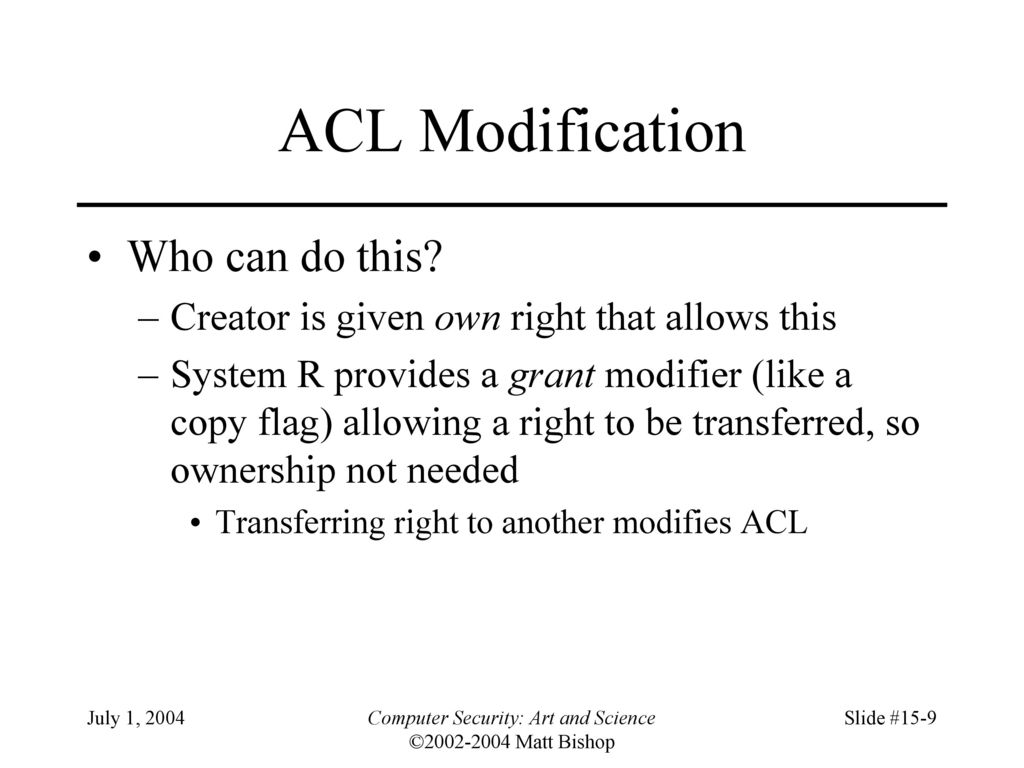 ACL Modification
• Who can do this?
– Creator is given own right that allows this
– System R provides a grant modifier (like a
copy flag) allowing a right to be transferred, so
ownership not needed
• Transferring right to another modifies ACL
July 1, 2004
Computer Security: Art and Science
©2002-2004 Matt Bishop
Slide #15-9